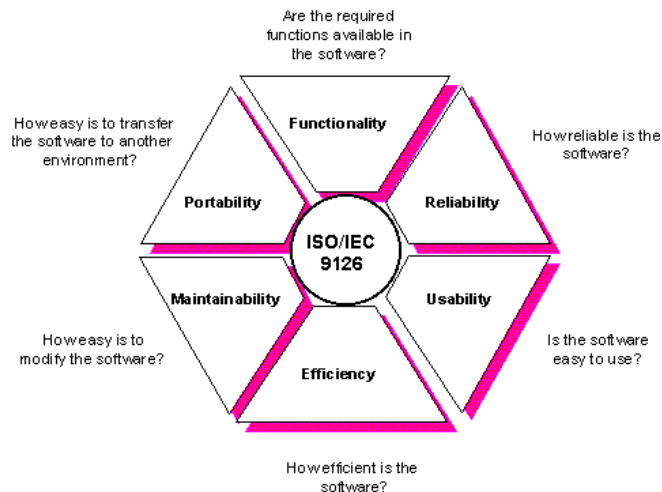 Are the required
functions available in
the software?
Functionality
How easy is to transfer
the software to another
environment?
Portability
How reliable is the
software?
Reliability
ISO/IEC
9126
Maintainability
How easy is to
modify the software?
Usability
Is the software
easy to use?
Efficiency
How efficient is the
software?